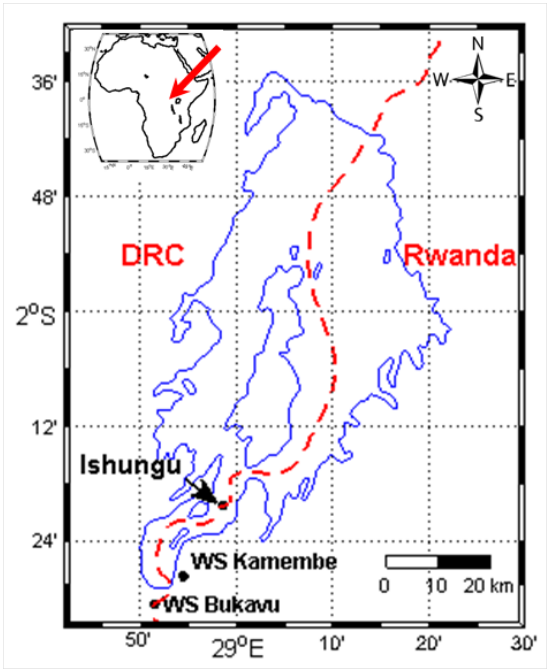 N
W E
S
36'
48'
DRC
Rwanda
2°S
12'
Ishungu
24'
WS Kamembe
0 10 20 km
WS Bukavu
50' 29°E 10' 20' 30'